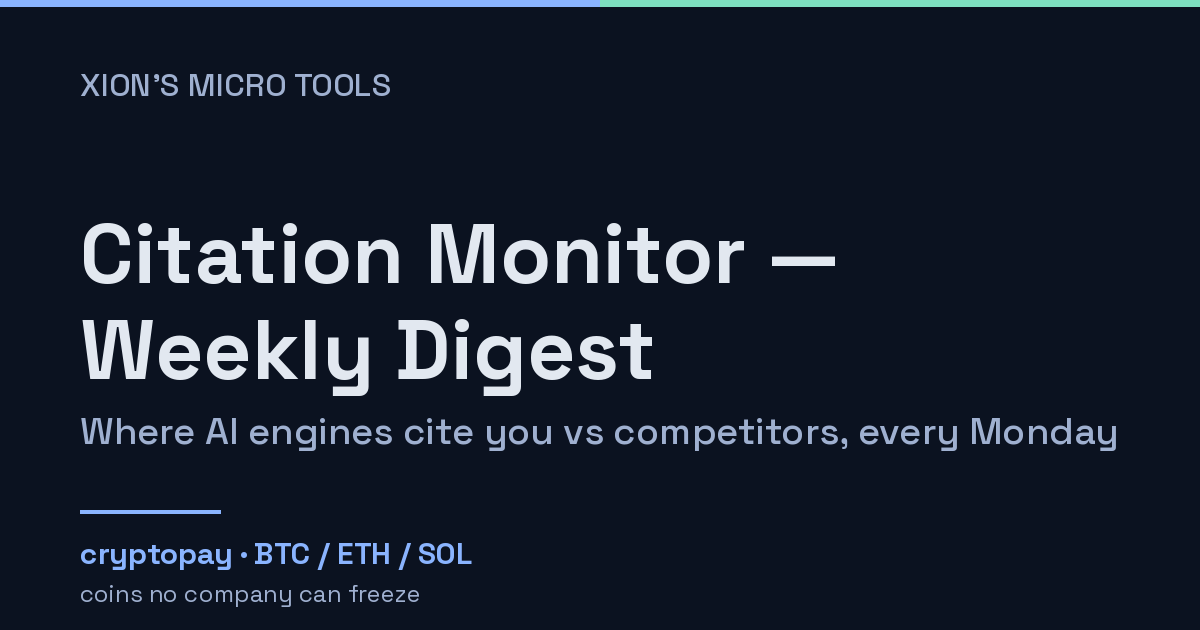 XION’S MICRO TOOLS
Citation Monitor —
Weekly Digest
Where AI engines cite you vs competitors, every Monday
cryptopay · BTC / ETH / SOL
coins no company can freeze